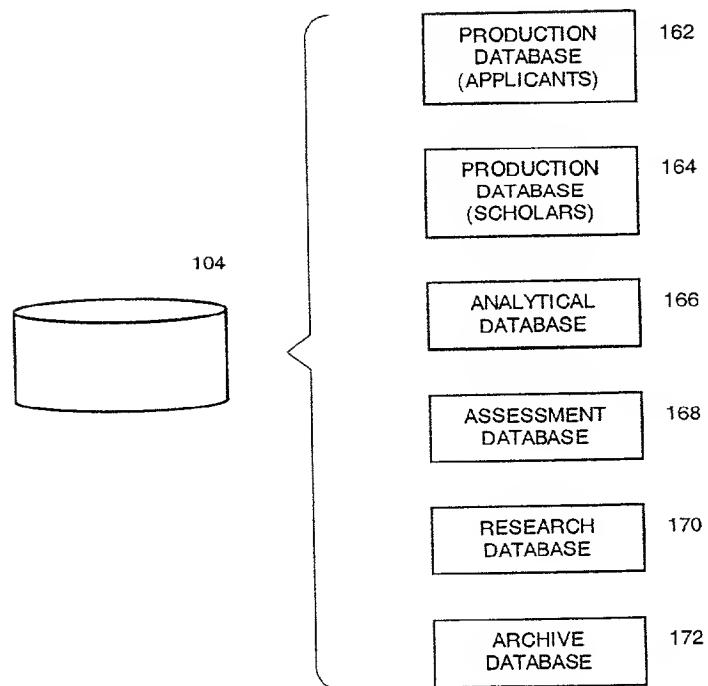 PRODUCTION
DATABASE
(APPLICANTS)
162
PRODUCTION
DATABASE
(SCHOLARS)
164
104
ANALYTICAL
DATABASE
166
ASSESSMENT
DATABASE
168
RESEARCH
DATABASE
170
ARCHIVE
DATABASE
172